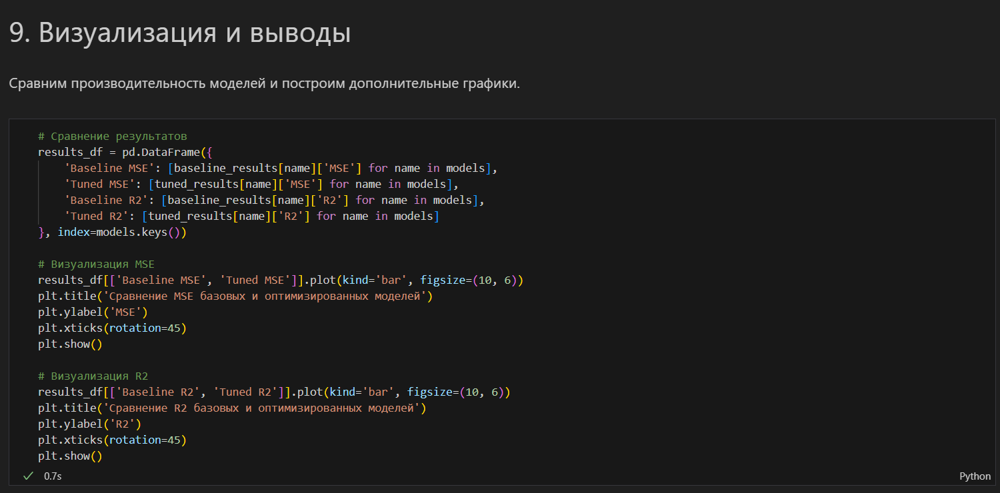 9. Визуализация и выводы
Сравним производительность моделей и построим дополнительные графики.
# Сравнение результатов
results_df = pd.DataFrame({
    'Baseline MSE': [baseline_results[name]['MSE'] for name in models],
    'Tuned MSE': [tuned_results[name]['MSE'] for name in models],
    'Baseline R2': [baseline_results[name]['R2'] for name in models],
    'Tuned R2': [tuned_results[name]['R2'] for name in models]
}, index=models.keys())
# Визуализация MSE
results_df[['Baseline MSE', 'Tuned MSE']].plot(kind='bar', figsize=(10, 6))
plt.title('Сравнение MSE базовых и оптимизированных моделей')
plt.ylabel('MSE')
plt.xticks(rotation=45)
plt.show()
# Визуализация R2
results_df[['Baseline R2', 'Tuned R2']].plot(kind='bar', figsize=(10, 6))
plt.title('Сравнение R2 базовых и оптимизированных моделей')
plt.ylabel('R2')
plt.xticks(rotation=45)
plt.show()
0.7s
Python